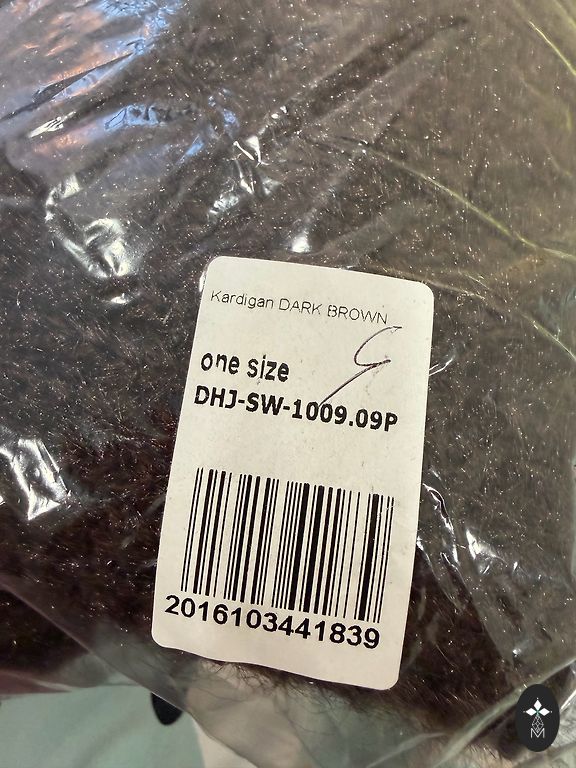 Kardigan DARK BROWN
one size
DHJ-SW-1009.09P
2016103441839
M